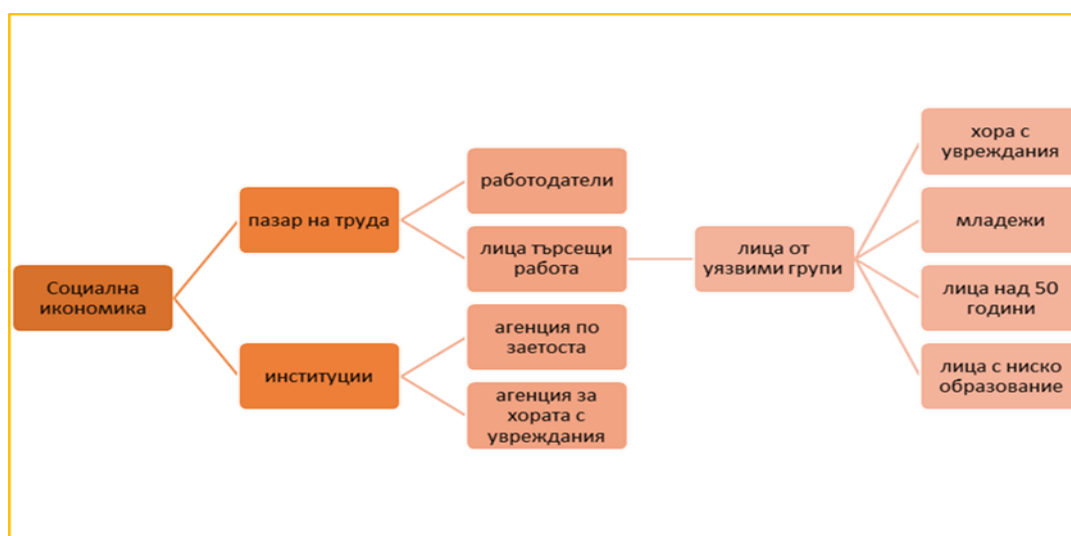 Социална
икономика
пазар на труда
институции
работодатели
лица търсещи
работа
агенция по
заетоста
агенция за
хората с
увреждания
лица от
уязвими групи
хора с
увреждания
младежи
лица над 50
години
лица с ниско
образование